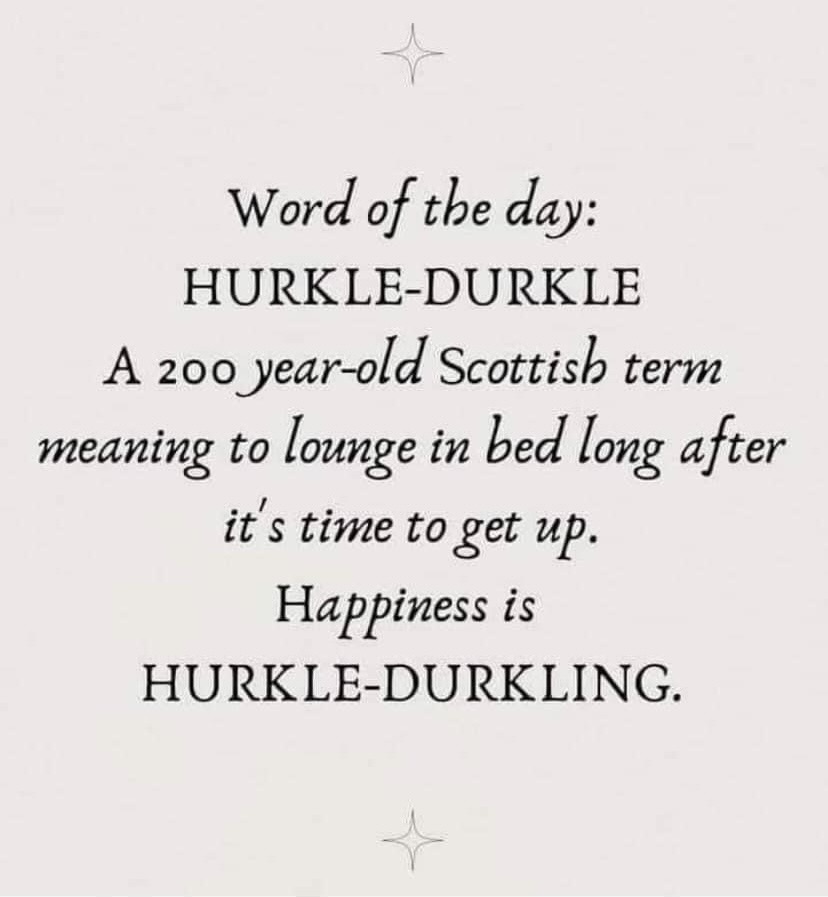 Word of the day:
HURKLE-DURKLE
A 200 year-old Scottish term
meaning to lounge in bed long after
it's time to get up.
Happiness is
HURKLE-DURKLING.